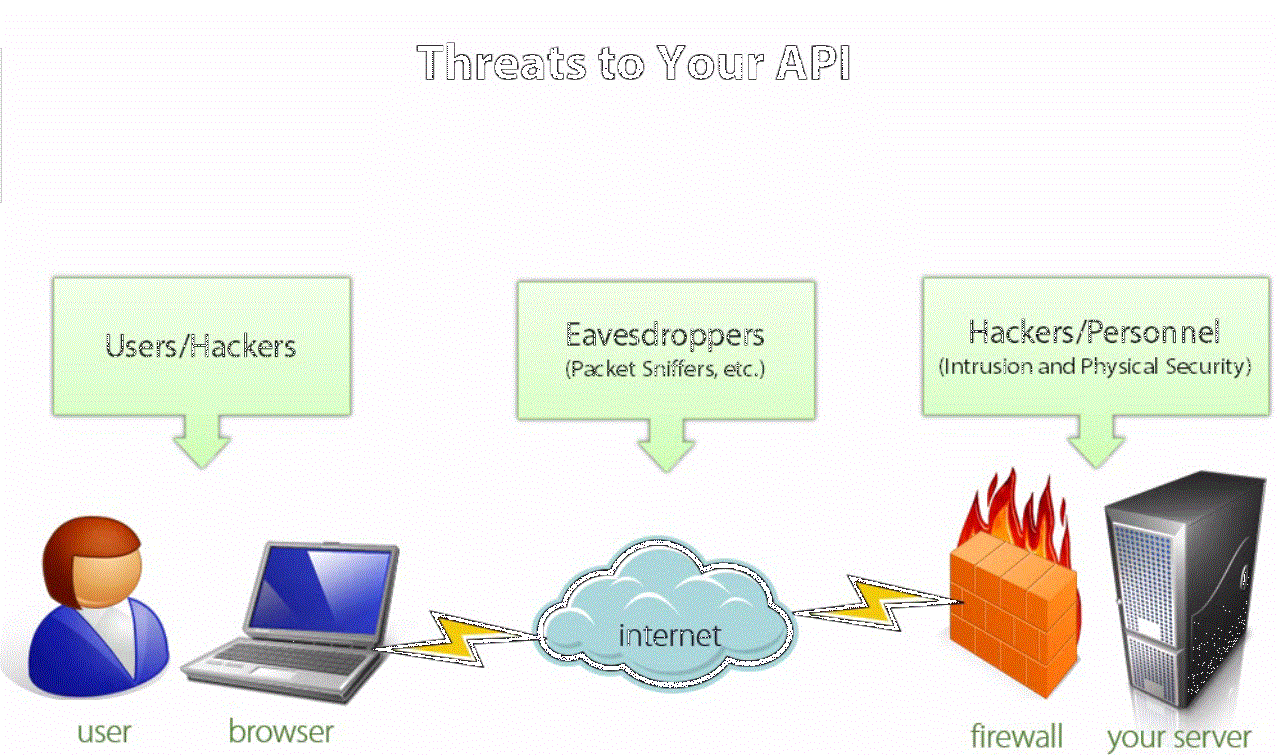 Threats to Your API
Users/Hackers
Eavesdroppers
(Packet Sniffers, etc.)
Hackers/Personnel
(Intrusion and Physical Security)
internet
user
browser
firewall
your server